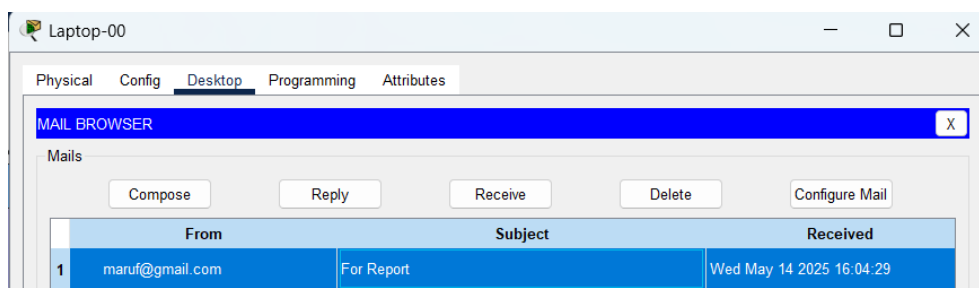 Laptop-00
Physical Config Desktop Programming Attributes
MAIL BROWSER X
Mails
Compose Reply Receive Delete Configure Mail
From Subject Received
1 maruf@gmail.com For Report Wed May 14 2025 16:04:29